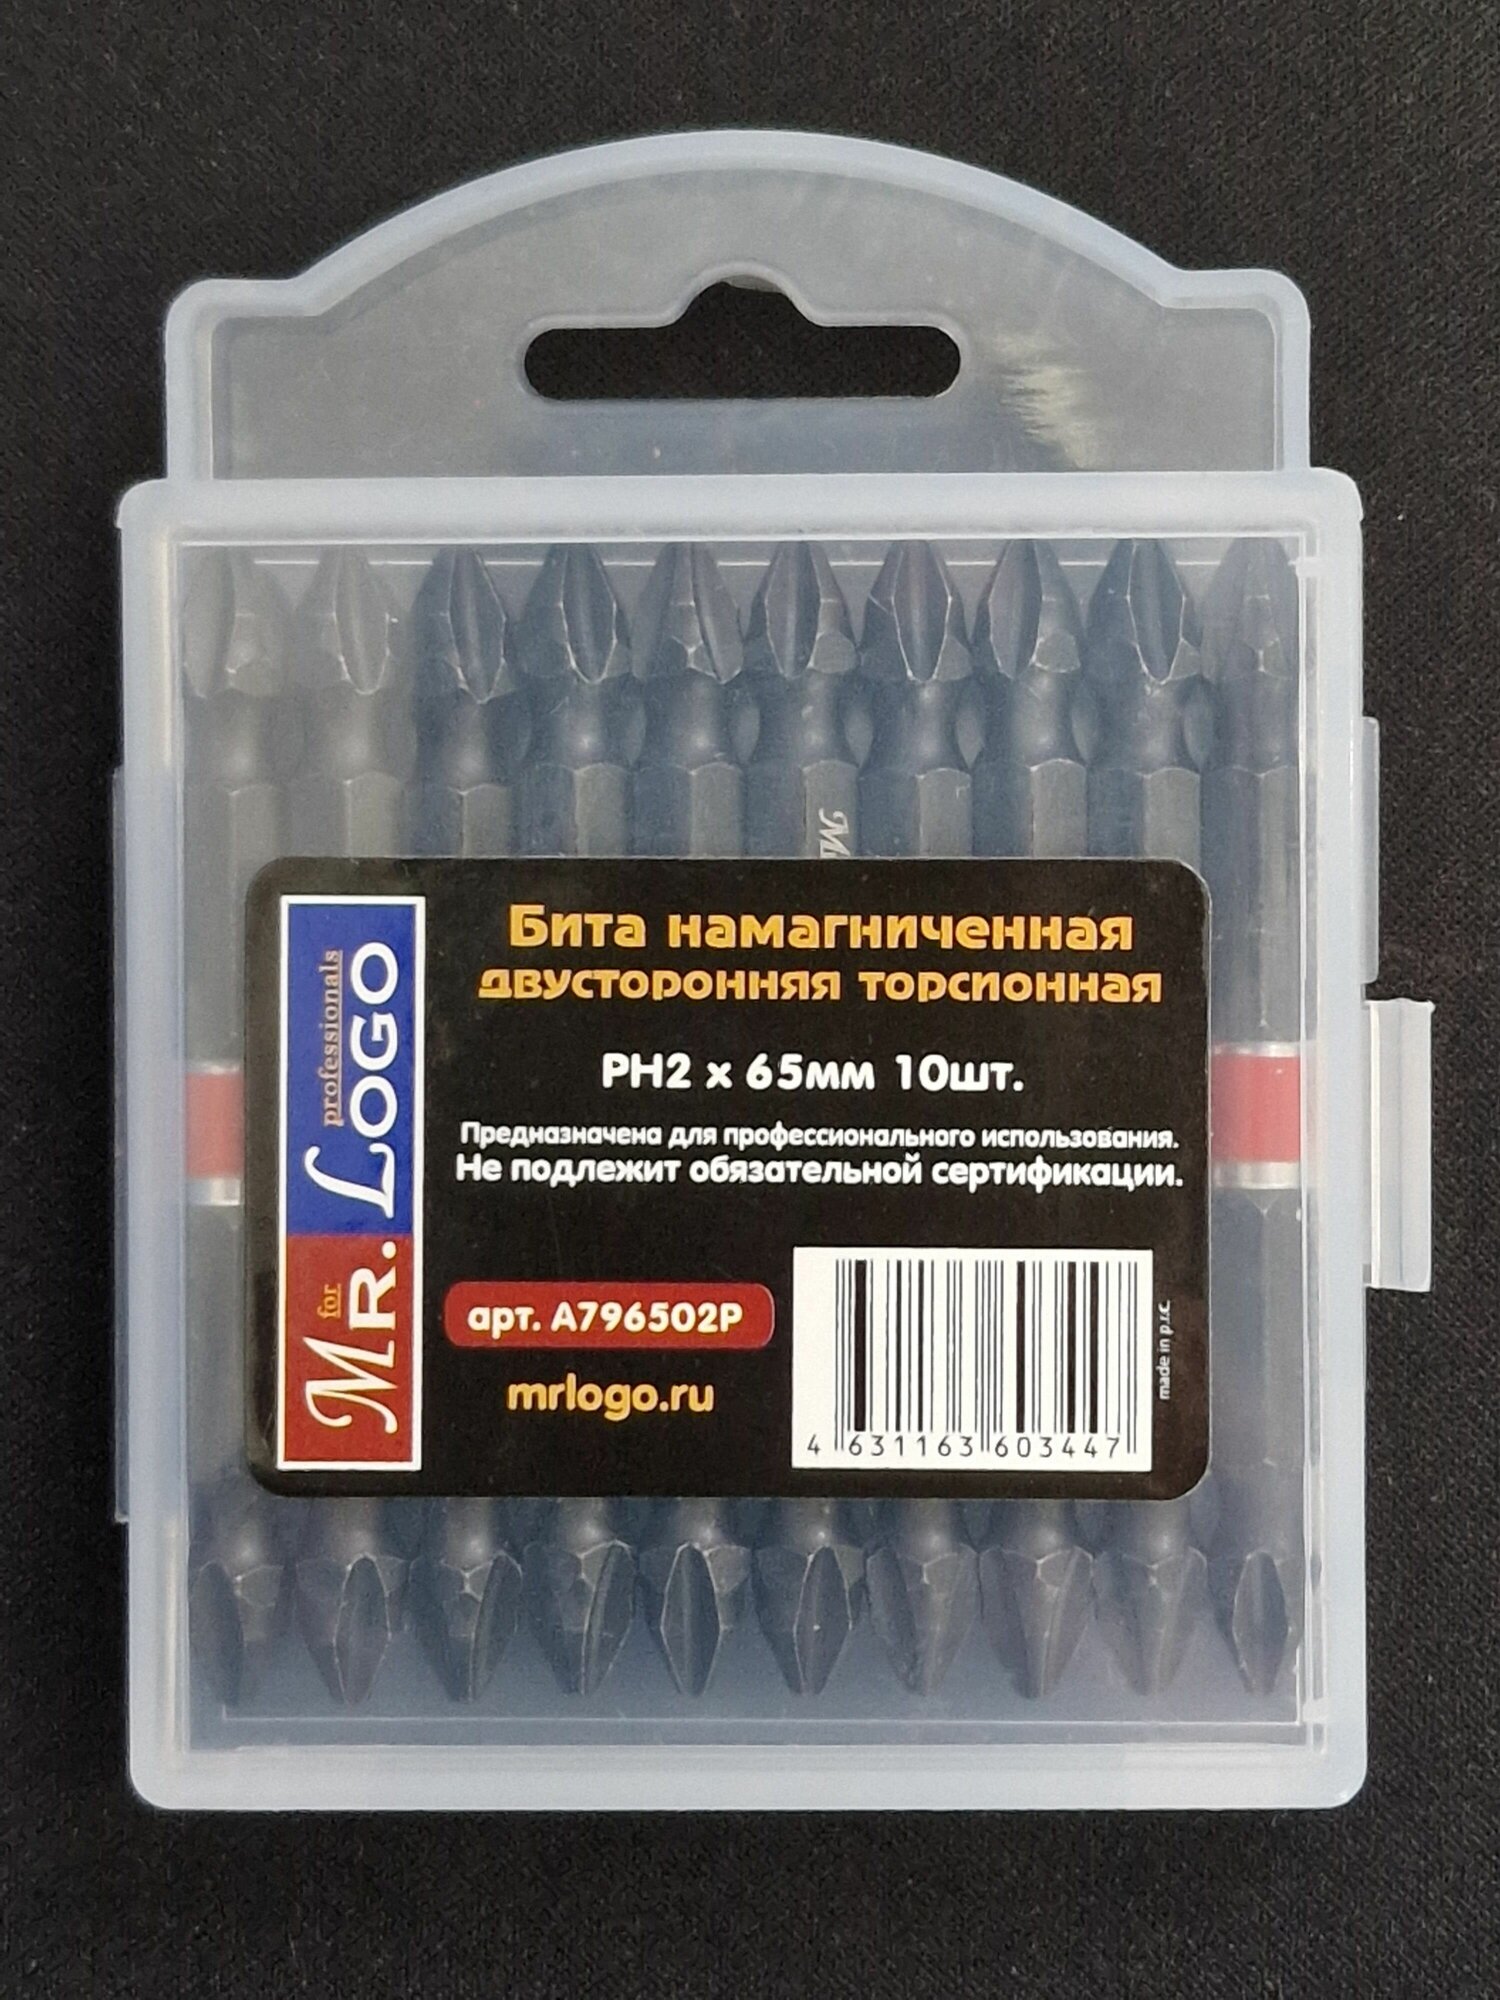 Бита намагниченная
двусторонняя торсионная
PH2 x 65мм 10шт.
Предназначена для профессионального использования.
Не подлежит обязательной сертификации.
for professionals
MR. LOGO
арт. A796502P
mrlogo.ru
4 631163 603447
made in p.r.c.